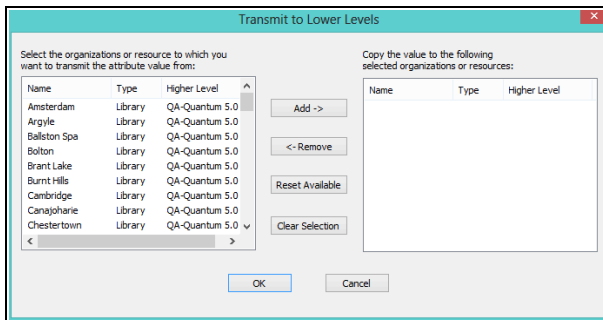 Transmit to Lower Levels
Select the organizations or resource to which you
want to transmit the attribute value from:
Name Type Higher Level
Amsterdam Library QA-Quantum 5.0
Argyle Library QA-Quantum 5.0
Ballston Spa Library QA-Quantum 5.0
Bolton Library QA-Quantum 5.0
Brant Lake Library QA-Quantum 5.0
Burnt Hills Library QA-Quantum 5.0
Cambridge Library QA-Quantum 5.0
Canajoharie Library QA-Quantum 5.0
Chestertown Library QA-Quantum 5.0
Add ->
<- Remove
Reset Available
Clear Selection
Copy the value to the following
selected organizations or resources:
Name Type Higher Level
OK Cancel